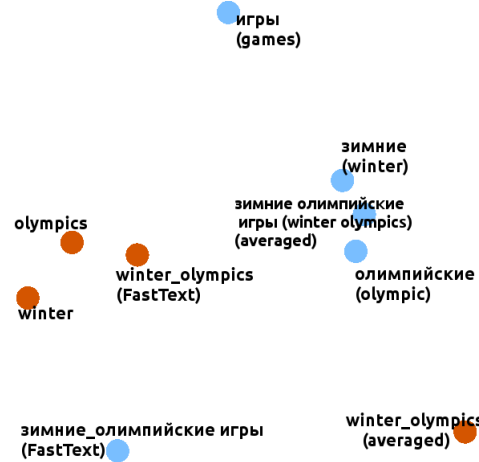 игры
(games)
зимние
(winter)
зимние олимпийские
игры (winter olympics)
(averaged)
olympics
winter_olympics
(FastText)
олимпийские
(olympic)
winter
зимние_олимпийские игры
(FastText)
winter_olympics
(averaged)